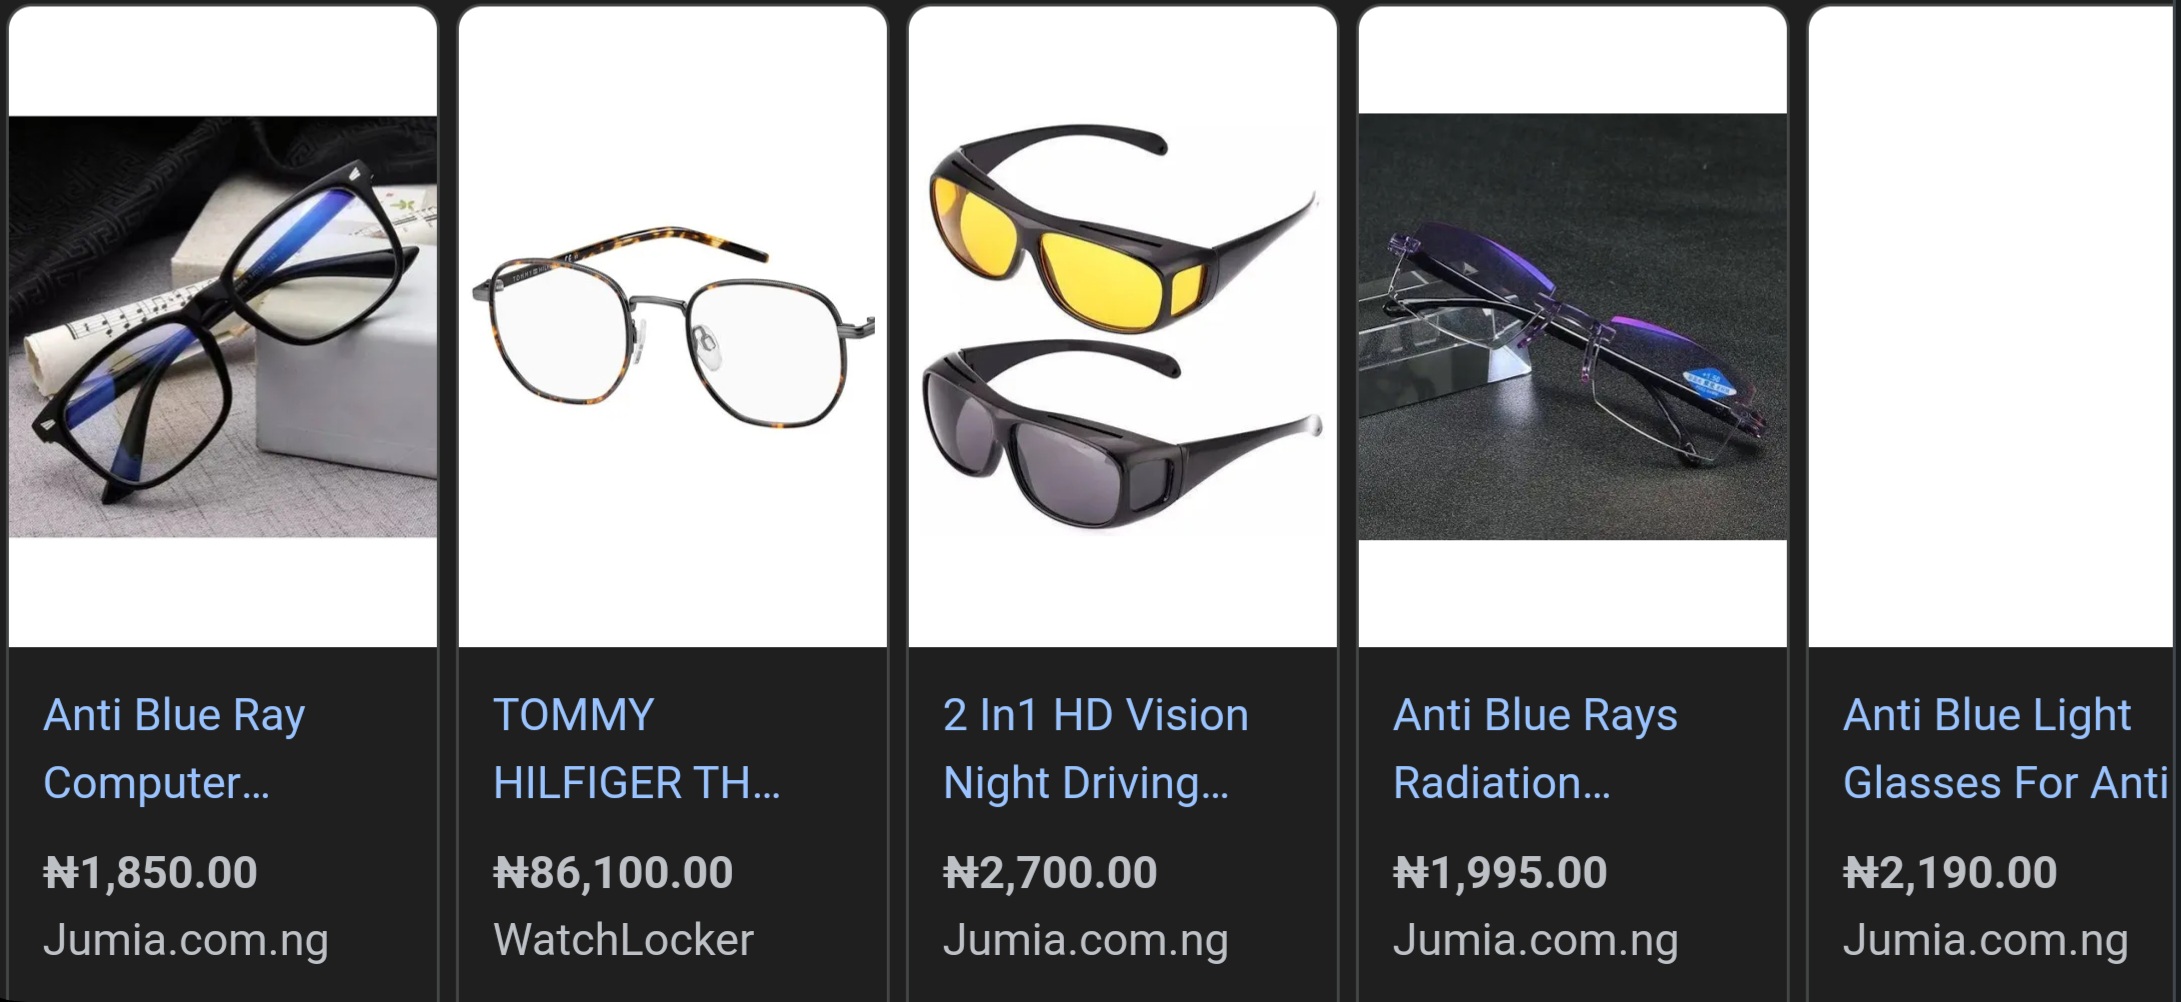 Anti Blue Ray
Computer...
₦1,850.00
Jumia.com.ng
TOMMY
HILFIGER TH...
₦86,100.00
WatchLocker
2 In1 HD Vision
Night Driving...
₦2,700.00
Jumia.com.ng
Anti Blue Rays
Radiation...
₦1,995.00
Jumia.com.ng
Anti Blue Light
Glasses For Anti
₦2,190.00
Jumia.com.ng